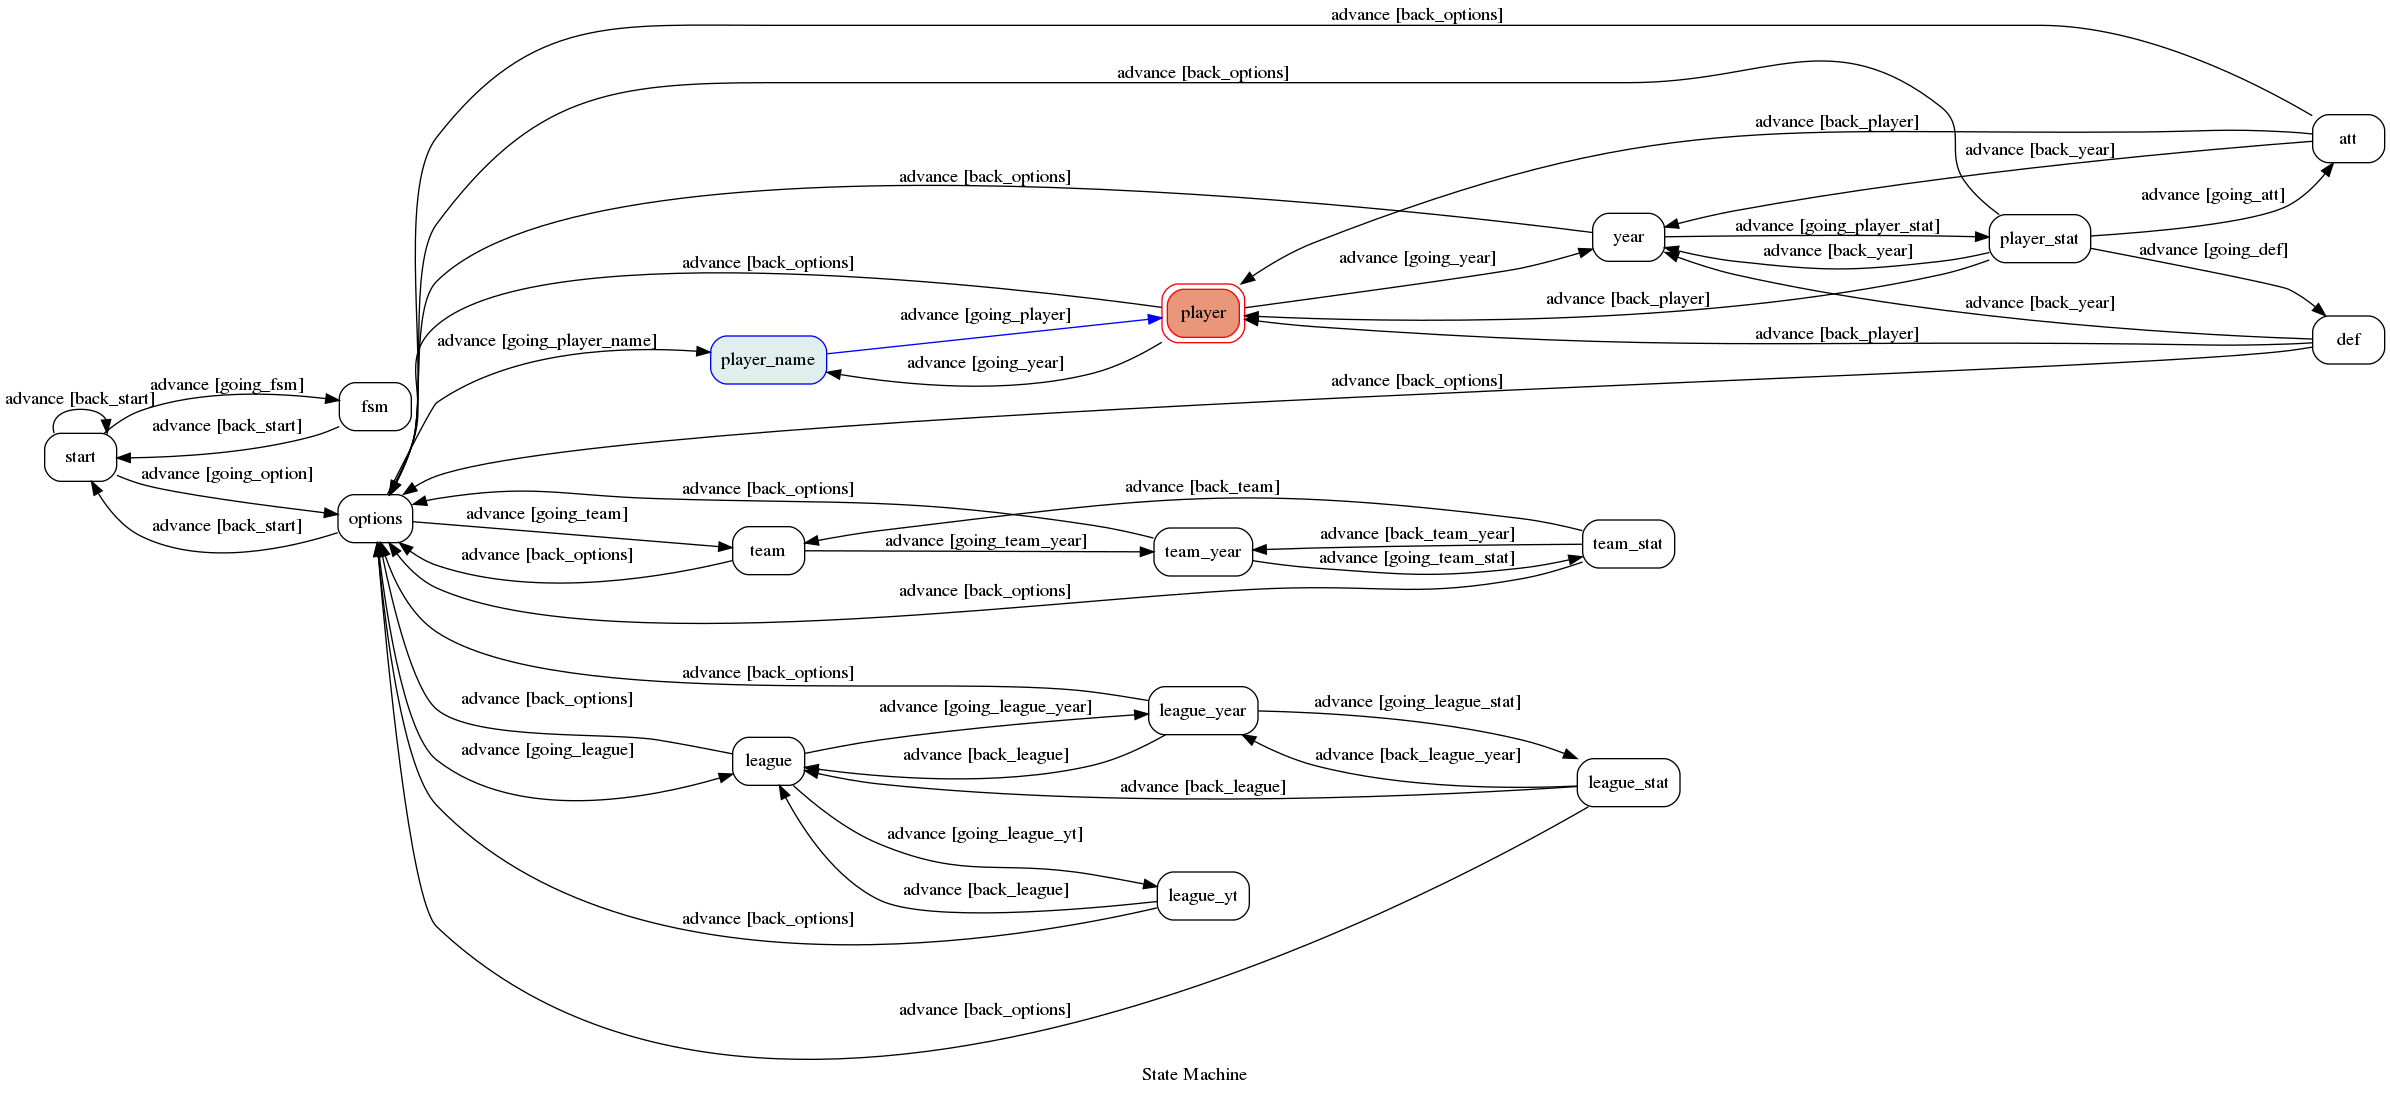 advance [back_options]
advance [back_options]
advance [back_player]
att
advance [back_year]
advance [back_options]
advance [going_att]
advance [going_player_stat]
year
player_stat
advance [back_year]
advance [going_def]
advance [going_year]
advance [back_options]
advance [back_player]
advance [back_year]
advance [going_player]
player
advance [back_player]
def
advance [going_player_name]
player_name
advance [going_year]
advance [back_options]
advance [going_fsm]
advance [back_start]
fsm
advance [back_start]
start
advance [going_option]
advance [back_options]
advance [back_team]
advance [going_team]
options
advance [back_start]
advance [back_team_year]
advance [going_team_year]
team_stat
team
team_year
advance [back_options]
advance [going_team_stat]
advance [back_options]
advance [back_options]
advance [back_options]
advance [going_league_stat]
advance [going_league_year]
league_year
advance [going_league]
advance [back_league]
advance [back_league_year]
league
league_stat
advance [back_league]
advance [going_league_yt]
advance [back_league]
league_yt
advance [back_options]
advance [back_options]
State Machine